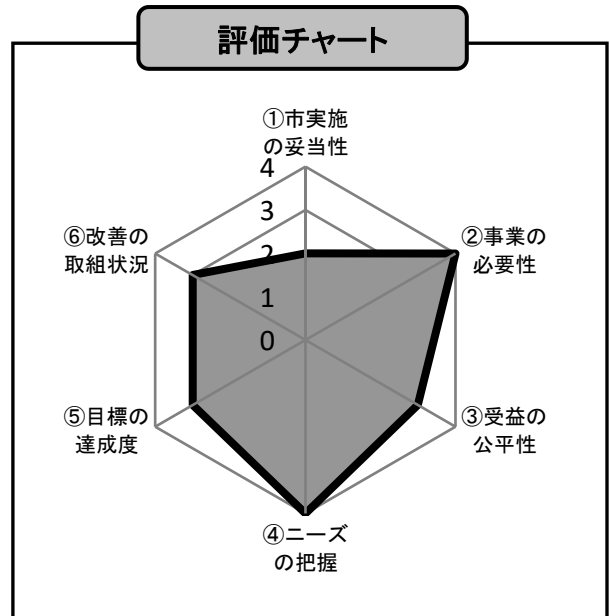 評価チャート
①市実施
の妥当性
4
3
2
1
0
②事業の
必要性
③受益の
公平性
④ニーズ
の把握
⑤目標の
達成度
⑥改善の
取組状況